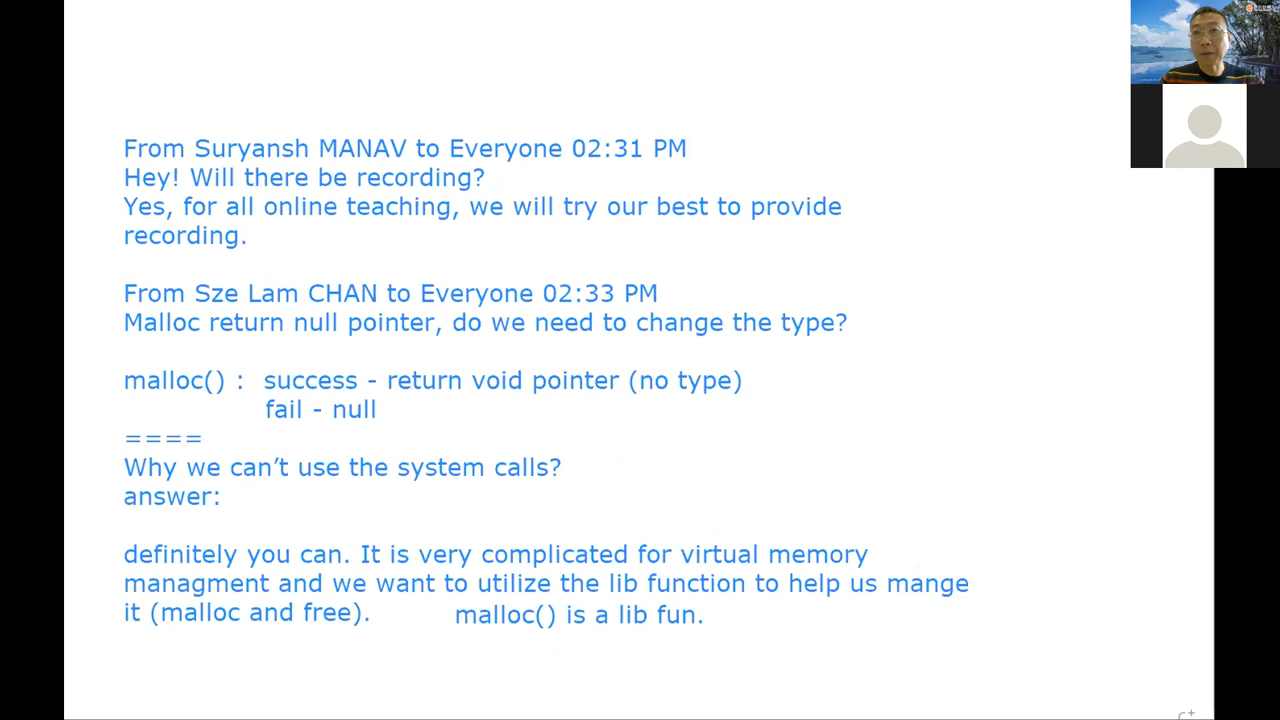 From Suryansh MANAV to Everyone 02:31 PM
Hey! Will there be recording?
Yes, for all online teaching, we will try our best to provide
recording.
From Sze Lam CHAN to Everyone 02:33 PM
Malloc return null pointer, do we need to change the type?
malloc() : success - return void pointer (no type)
fail - null
====
Why we can't use the system calls?
answer:
definitely you can. It is very complicated for virtual memory
managment and we want to utilize the lib function to help us mange
it (malloc and free). malloc() is a lib fun.